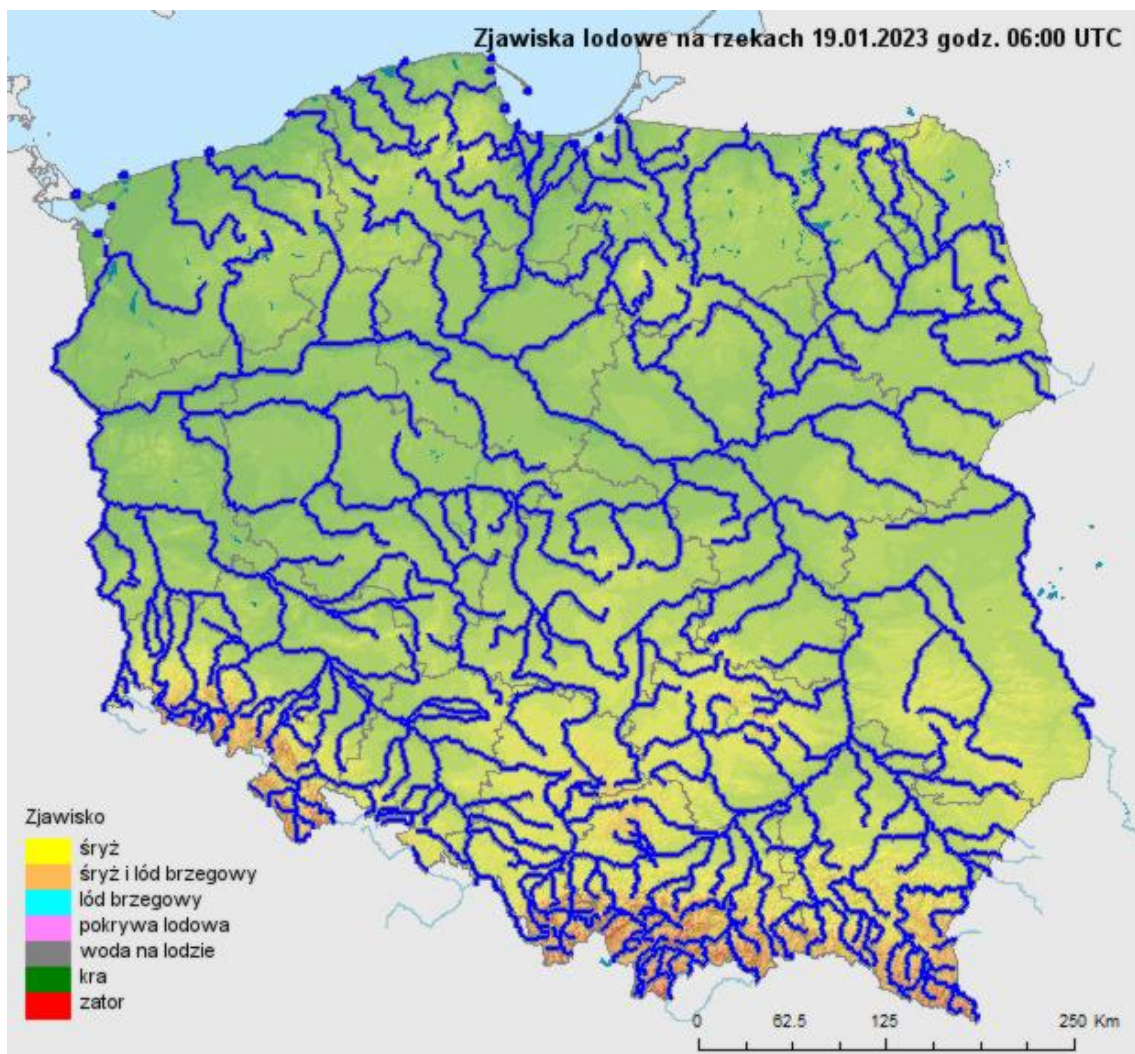 Zjawiska lodowe na rzekach 19.01.2023 godz. 06:00 UTC
Zjawisko
śryż
śryż i lód brzegowy
lód brzegowy
pokrywa lodowa
woda na lodzie
kra
zator
0 62.5 125 250 Km